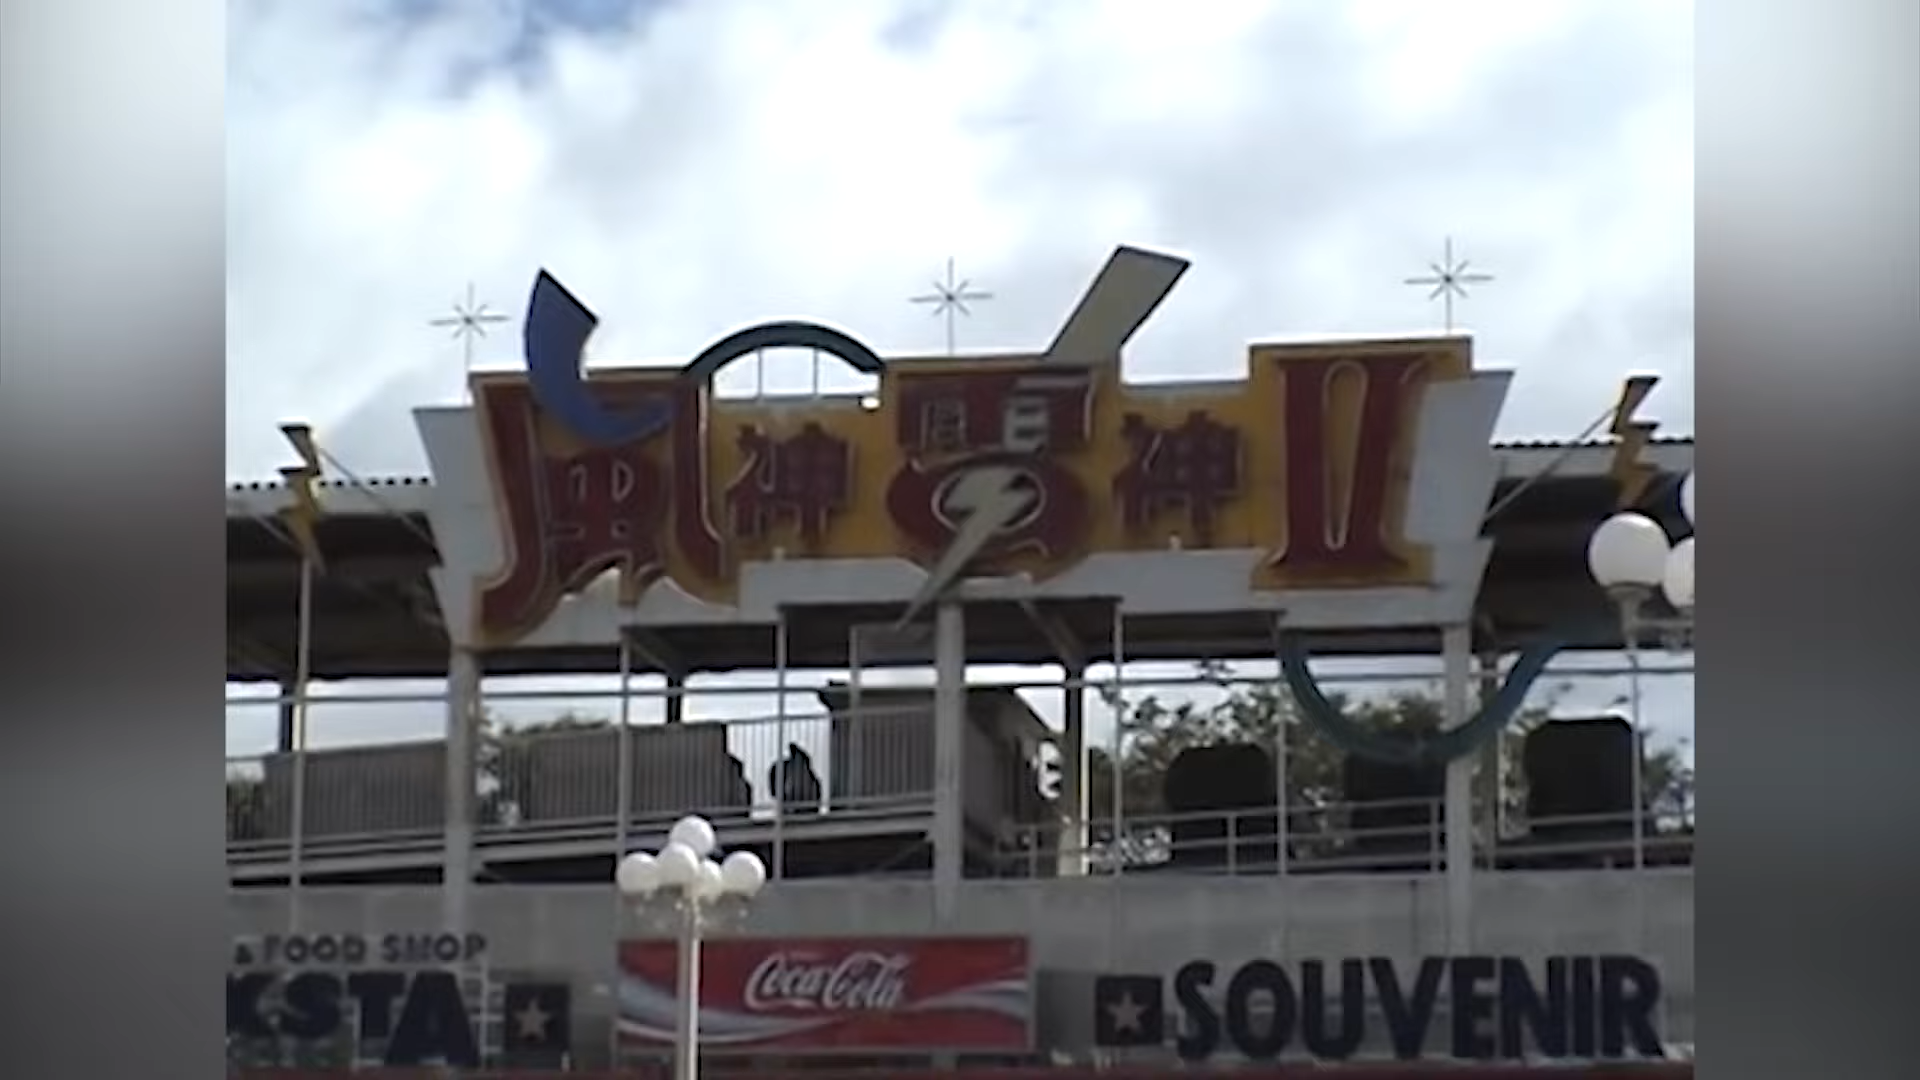 風神雷神Ⅱ
& FOOD SHOP
KSTA
Coca-Cola
SOUVENIR